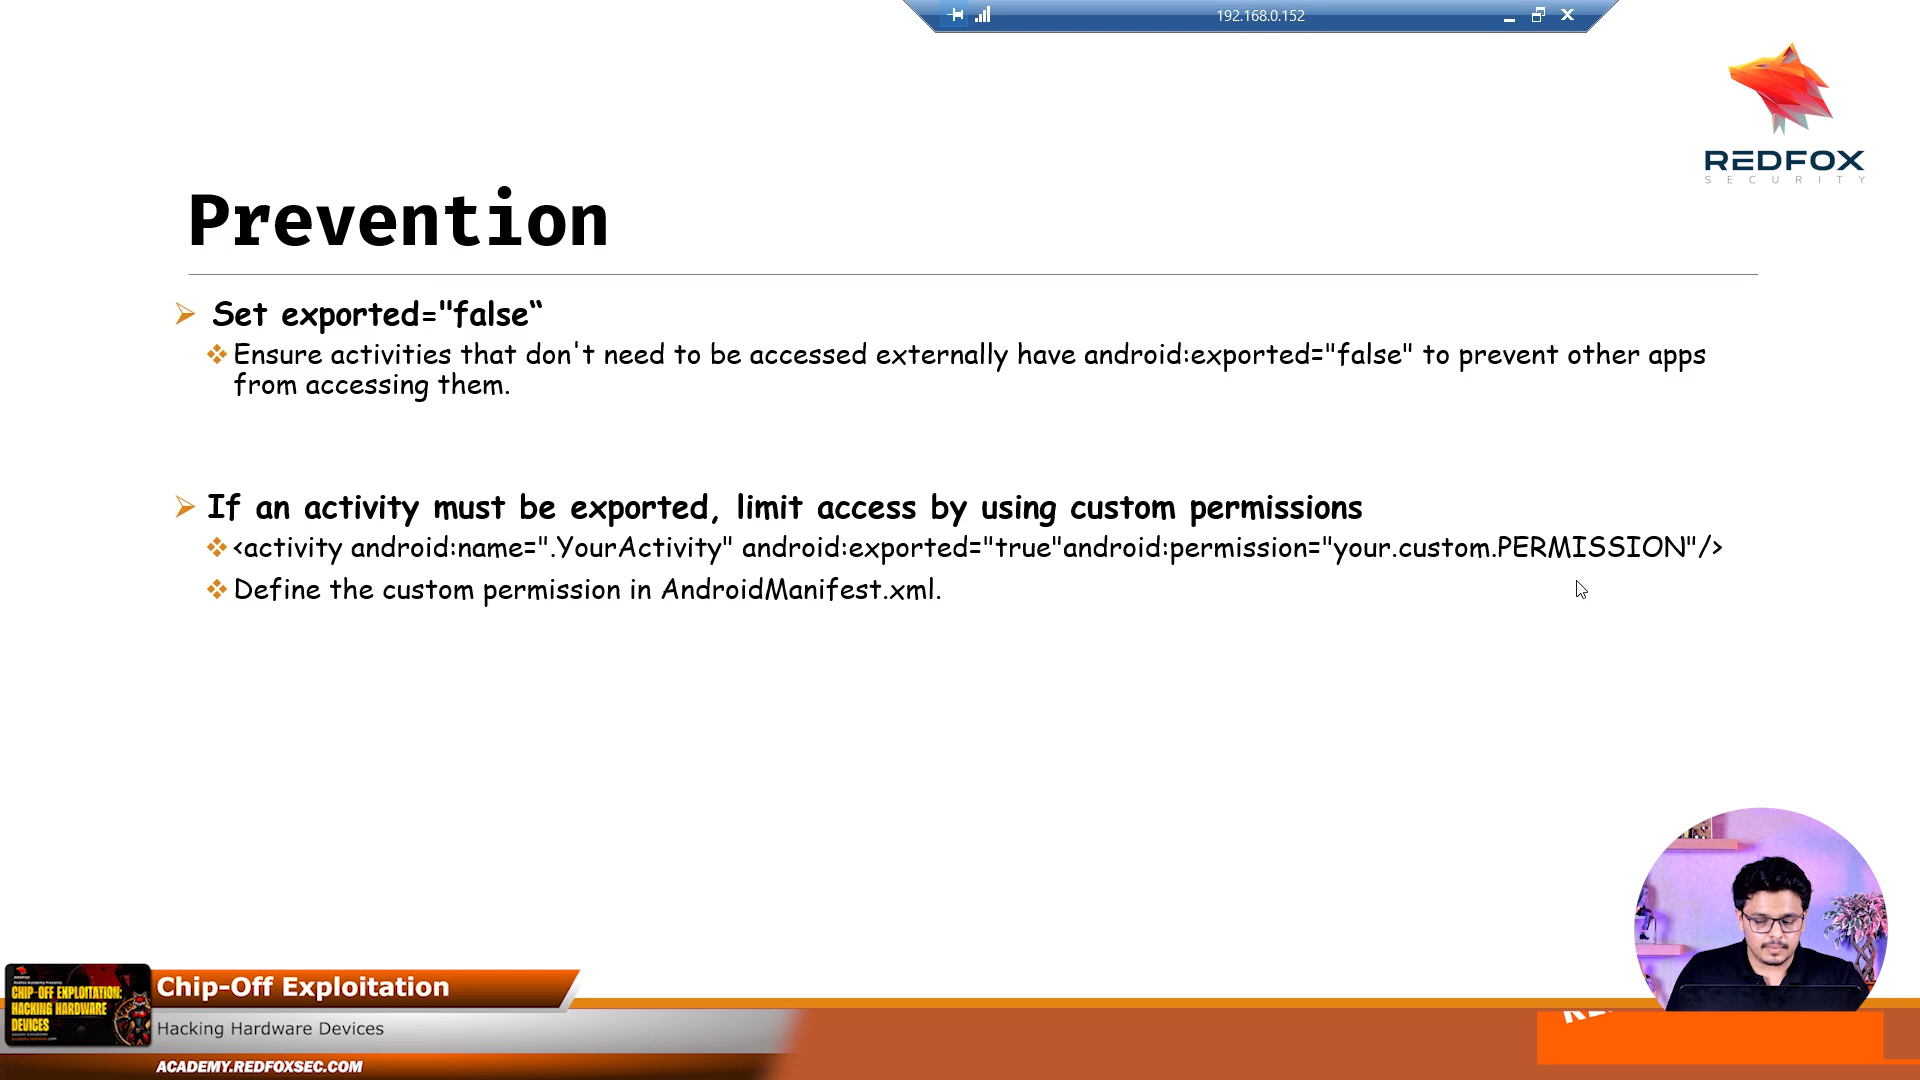 192.168.0.152
REDFOX
SECURITY
Prevention
Set exported="false“
Ensure activities that don't need to be accessed externally have android:exported="false" to prevent other apps
from accessing them.
If an activity must be exported, limit access by using custom permissions
<activity android:name=".YourActivity" android:exported="true"android:permission="your.custom.PERMISSION"/>
Define the custom permission in AndroidManifest.xml.
CHIP-OFF EXPLOITATION:
HACKING HARDWARE
DEVICES
Chip-Off Exploitation
Hacking Hardware Devices
ACADEMY.REDFOXSEC.COM